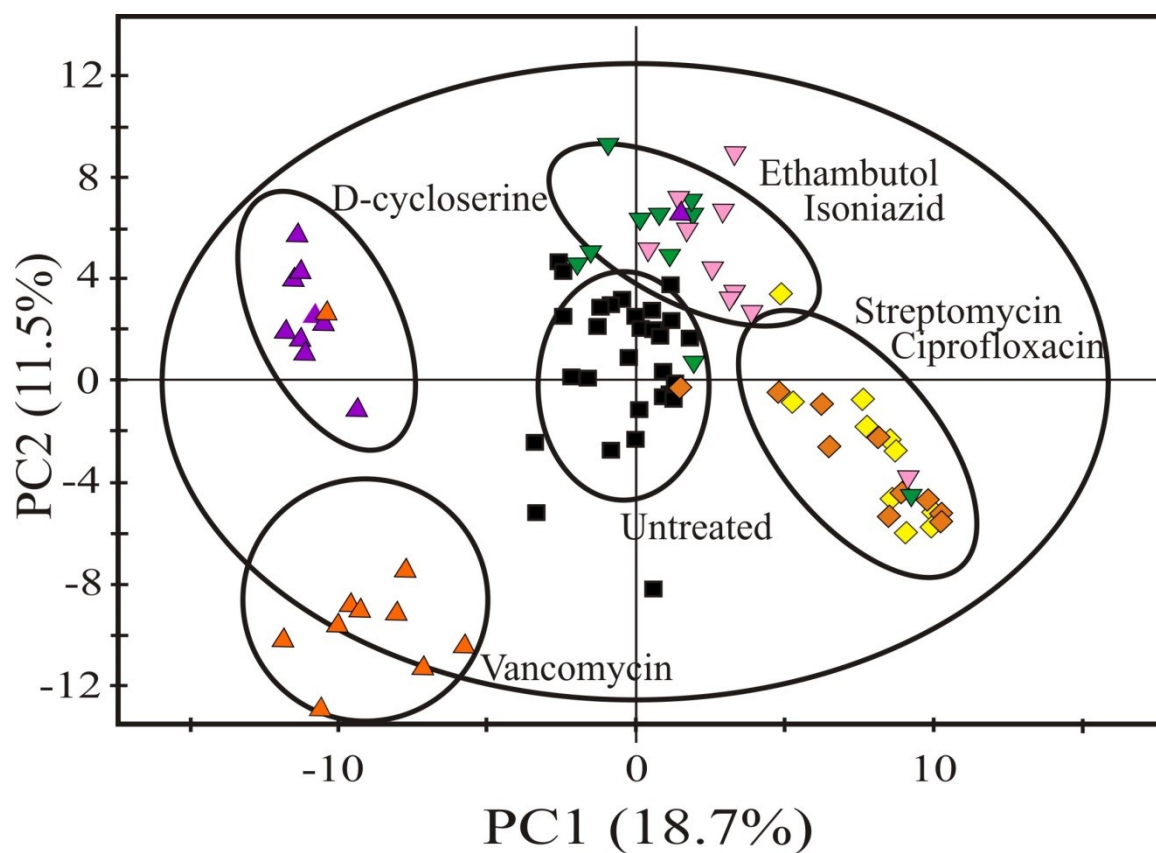 12
8
4
0
-4
-8
-12
PC2 (11.5%)
D-cycloserine
Ethambutol
Isoniazid
Streptomycin
Ciprofloxacin
Untreated
Vancomycin
-10
0
10
PC1 (18.7%)